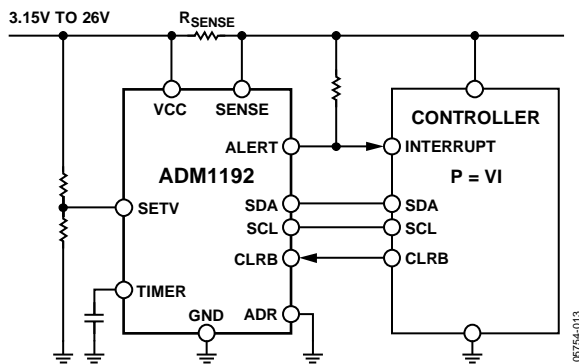 3.15V TO 26V
RSENSE
VCC
SENSE
CONTROLLER
ALERT
INTERRUPT
ADM1192
P = VI
SETV
SDA
SDA
SCL
SCL
CLRB
CLRB
TIMER
GND
ADR
06754-013